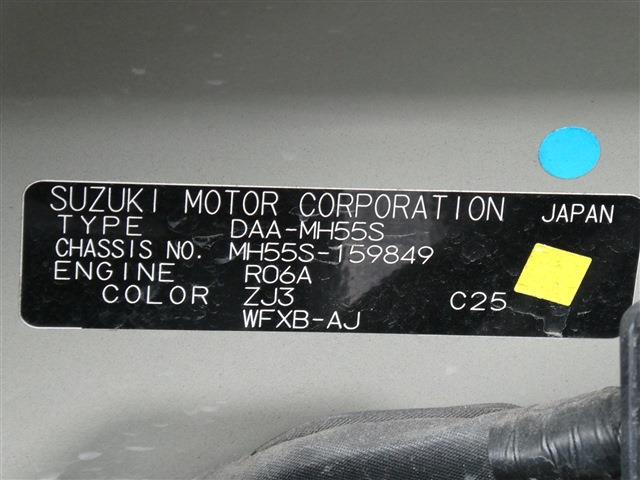 SUZUKI MOTOR CORPORATION JAPAN
TYPE DAA-MH55S
CHASSIS NO. MH55S-159849
ENGINE R06A
COLOR ZJ3 C25
WFXB-AJ